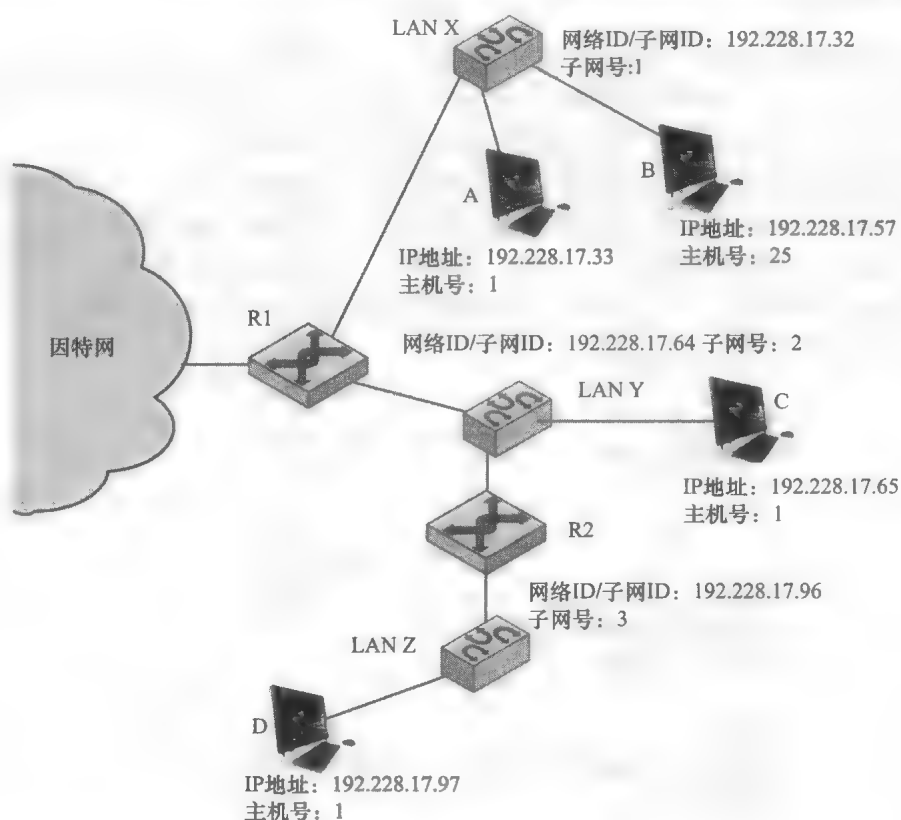 LAN X
网络ID/子网ID：192.228.17.32
子网号:1
A
B
IP地址：192.228.17.33
主机号：1
IP地址：192.228.17.57
主机号：25
R1
因特网
网络ID/子网ID：192.228.17.64 子网号：2
LAN Y
C
IP地址：192.228.17.65
主机号：1
R2
网络ID/子网ID：192.228.17.96
子网号：3
LAN Z
D
IP地址：192.228.17.97
主机号：1